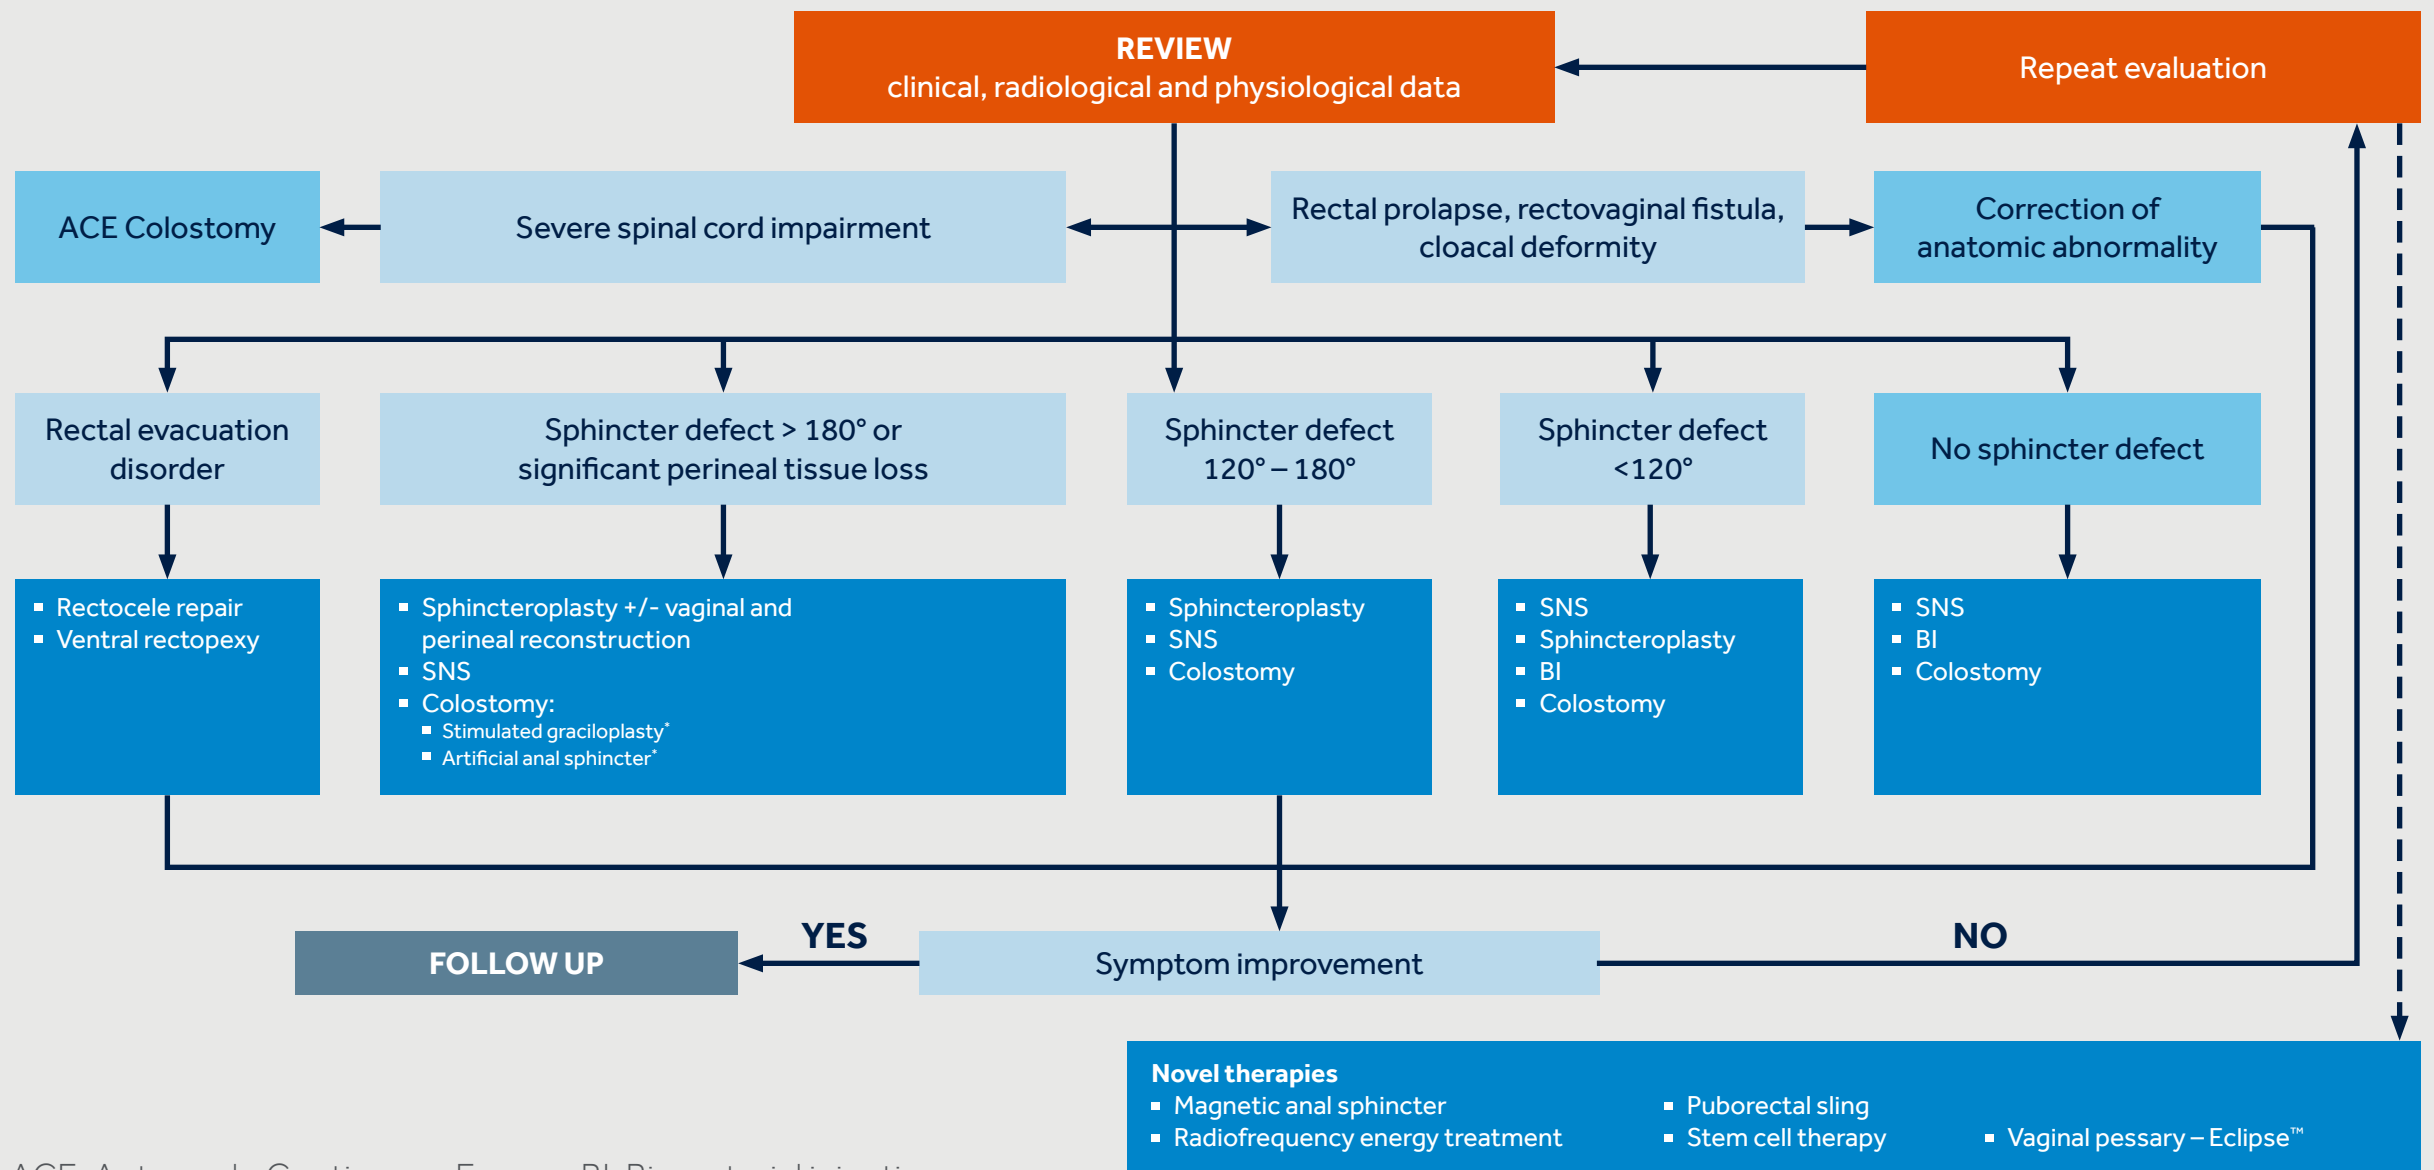 REVIEW
clinical, radiological and physiological data
Repeat evaluation
ACE Colostomy
Severe spinal cord impairment
Rectal prolapse, rectovaginal fistula,
cloacal deformity
Correction of
anatomic abnormality
Rectal evacuation
disorder
Sphincter defect > 180° or
significant perineal tissue loss
Sphincter defect
120° – 180°
Sphincter defect
<120°
No sphincter defect
▪ Rectocele repair
▪ Ventral rectopexy
▪ Sphincteroplasty +/- vaginal and
perineal reconstruction
▪ SNS
▪ Colostomy:
▪ Stimulated graciloplasty*
▪ Artificial anal sphincter*
▪ Sphincteroplasty
▪ SNS
▪ Colostomy
▪ SNS
▪ Sphincteroplasty
▪ BI
▪ Colostomy
▪ SNS
▪ BI
▪ Colostomy
YES
NO
FOLLOW UP
Symptom improvement
Novel therapies
▪ Magnetic anal sphincter
▪ Radiofrequency energy treatment
▪ Puborectal sling
▪ Stem cell therapy
▪ Vaginal pessary – Eclipse™